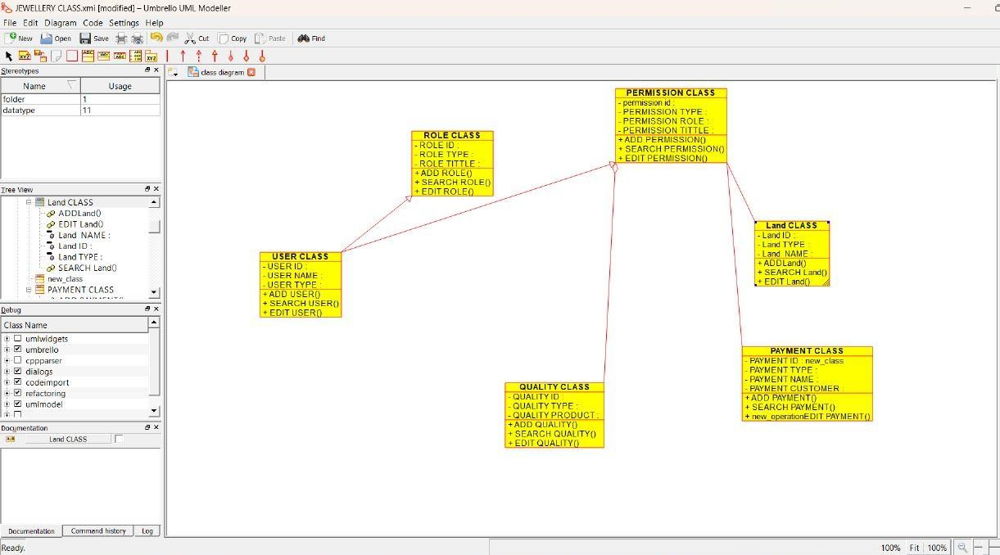 JEWELLERY CLASS.xmi [modified] – Umbrello UML Modeller
File Edit Diagram Code Settings Help
New Open Save Cut Copy Paste Find
Stereotypes
Name Usage
folder 1
datatype 11
Tree View
Land CLASS
ADDLand()
EDIT Land()
Land NAME :
Land ID :
Land TYPE :
SEARCH Land()
new_class
PAYMENT CLASS
Debug
Class Name
umlwidgets
umbrello
cppparser
dialogs
codeimport
refactoring
umlmodel
Documentation
Land CLASS
Documentation Command history Log
Ready.
class diagram
PERMISSION CLASS
- permission id :
- PERMISSION TYPE :
- PERMISSION ROLE :
- PERMISSION TITTLE :
+ ADD PERMISSION()
+ SEARCH PERMISSION()
+ EDIT PERMISSION()
ROLE CLASS
- ROLE ID :
- ROLE TYPE :
- ROLE TITTLE :
+ ADD ROLE()
+ SEARCH ROLE()
+ EDIT ROLE()
Land CLASS
- Land ID :
- Land TYPE :
- Land NAME :
+ ADDLand()
+ SEARCH Land()
+ EDIT Land()
USER CLASS
- USER ID :
- USER NAME :
- USER TYPE :
+ ADD USER()
+ SEARCH USER()
+ EDIT USER()
PAYMENT CLASS
- PAYMENT ID : new_class
- PAYMENT TYPE :
- PAYMENT NAME :
- PAYMENT CUSTOMER :
+ ADD PAYMENT()
+ SEARCH PAYMENT()
+ new_operationEDIT PAYMENT()
QUALITY CLASS
- QUALITY ID :
- QUALITY TYPE :
- QUALITY PRODUCT :
+ ADD QUALITY()
+ SEARCH QUALITY()
+ EDIT QUALITY()
100% Fit 100%